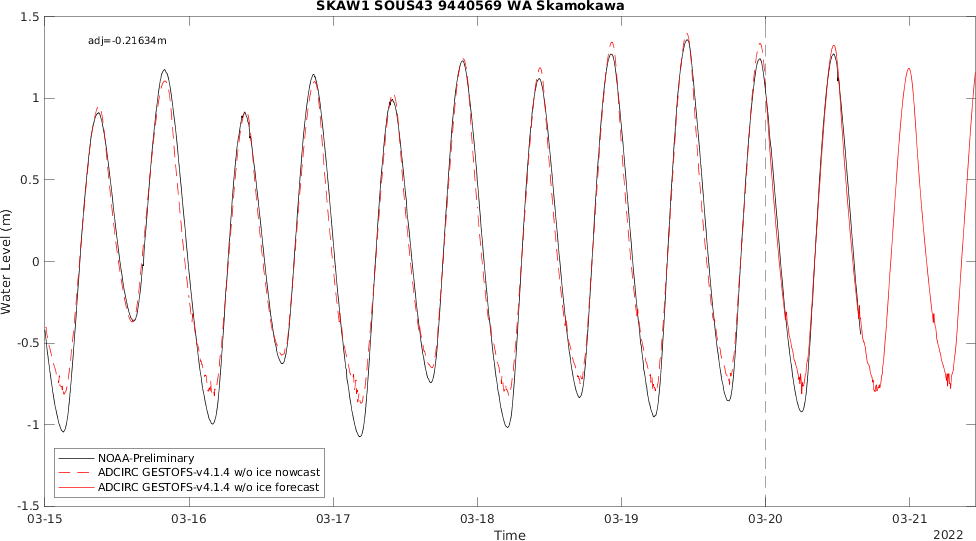 SKAW1 SOUS43 9440569 WA Skamokawa
adj=-0.21634m
1.5
1
0.5
0
-0.5
-1
-1.5
Water Level (m)
NOAA-Preliminary
ADCIRC GESTOFS-v4.1.4 w/o ice nowcast
ADCIRC GESTOFS-v4.1.4 w/o ice forecast
03-15 03-16 03-17 03-18 03-19 03-20 03-21
Time
2022